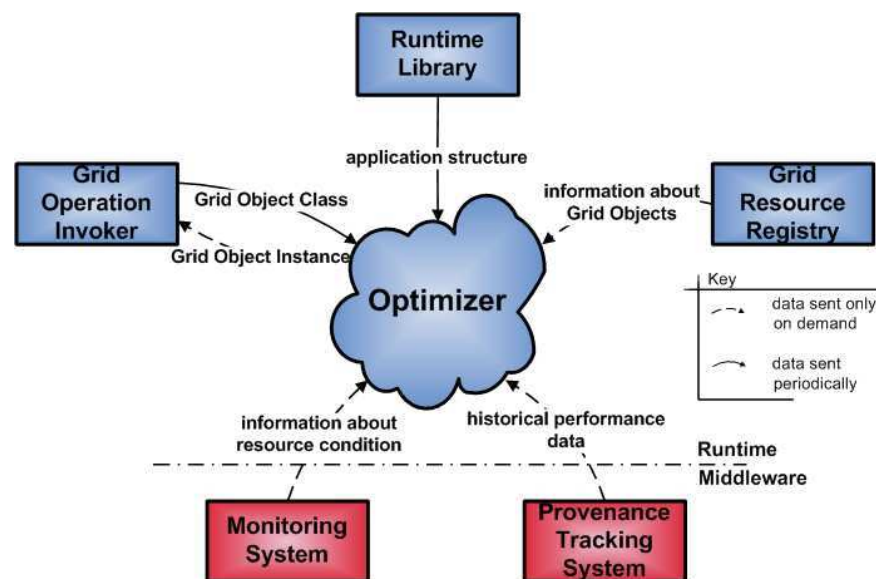 Runtime
Library
application structure
Grid
Operation
Invoker
Grid Object Class
Grid Object Instance
information about
Grid Objects
Grid
Resource
Registry
Optimizer
Key
data sent only
on demand
data sent
periodically
information about
resource condition
historical performance
data
Runtime
Middleware
Monitoring
System
Provenance
Tracking
System